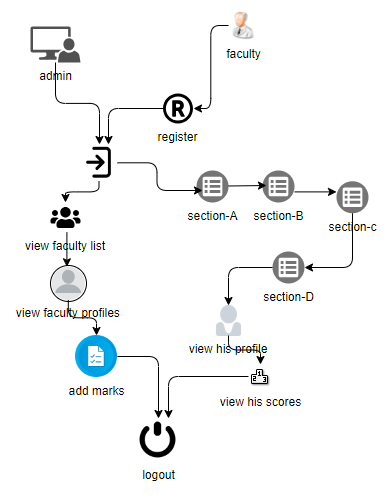 faculty
admin
R
register
section-A
section-B
section-c
view faculty list
section-D
view faculty profiles
view his profile
add marks
view his scores
logout